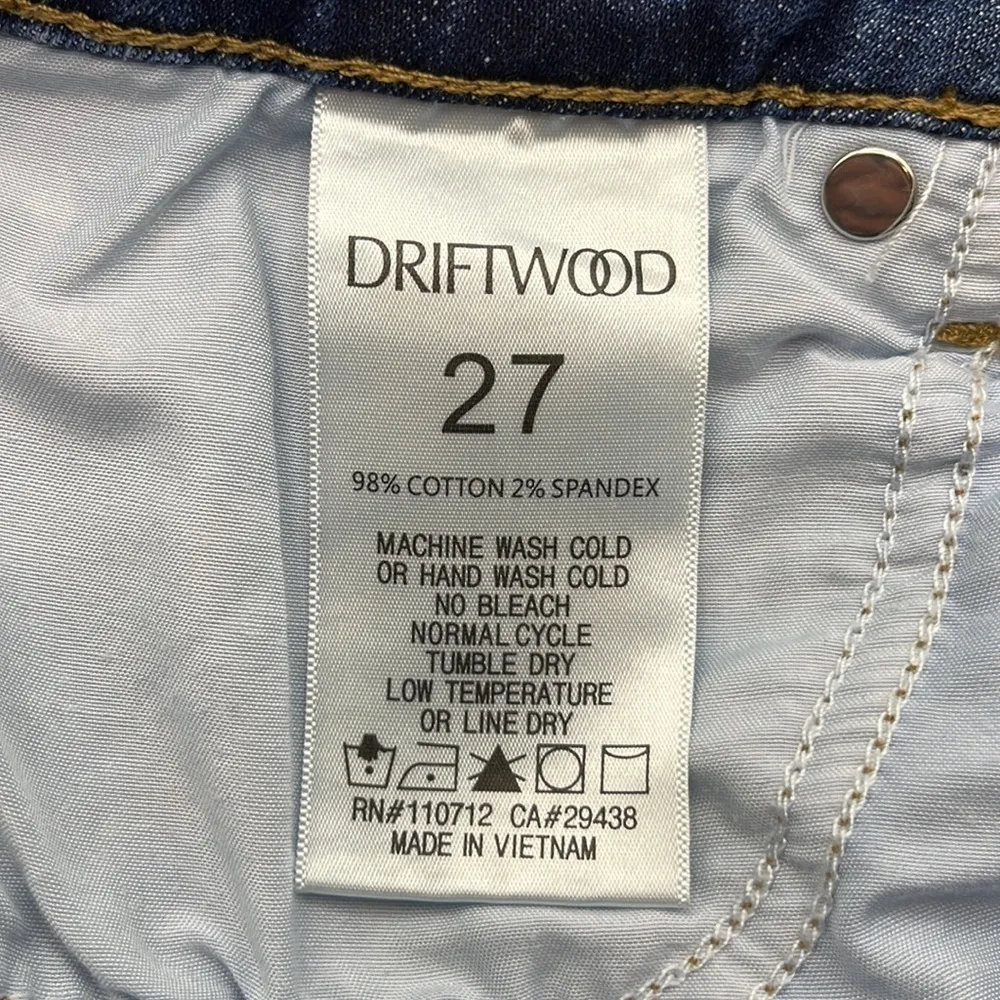 DRIFTWOOD
27
98% COTTON 2% SPANDEX
MACHINE WASH COLD
OR HAND WASH COLD
NO BLEACH
NORMAL CYCLE
TUMBLE DRY
LOW TEMPERATURE
OR LINE DRY
RN#110712 CA#29438
MADE IN VIETNAM